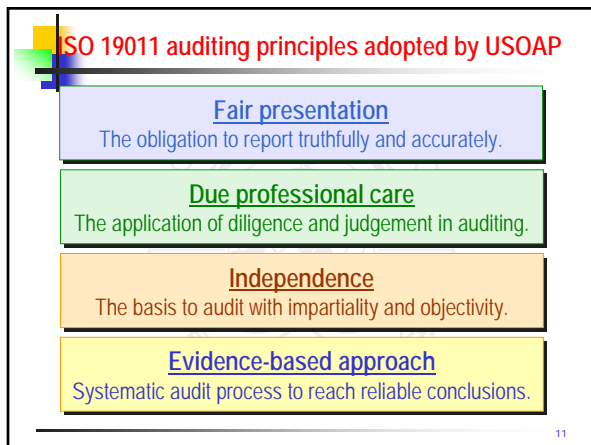 ISO 19011 auditing principles adopted by USOAP
Fair presentation
The obligation to report truthfully and accurately.
Due professional care
The application of diligence and judgement in auditing.
Independence
The basis to audit with impartiality and objectivity.
Evidence-based approach
Systematic audit process to reach reliable conclusions.
11